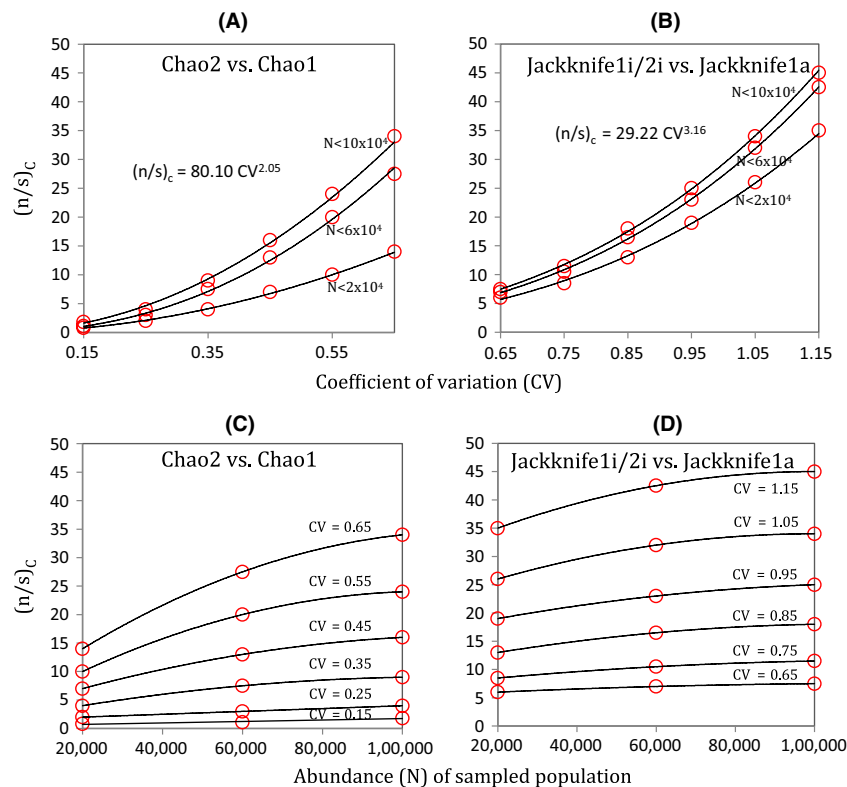 (A)
Chao2 vs. Chao1
50
45
40
35
30
25
20
15
10
5
0
(n/s)C
N<10x10⁴
(n/s)c = 80.10 CV²·⁰⁵
N<6x10⁴
N<2x10⁴
0.15 0.35 0.55
(B)
Jackknife1i/2i vs. Jackknife1a
50
45
40
35
30
25
20
15
10
5
0
N<10x10⁴
(n/s)c = 29.22 CV³·¹⁶
N<6x10⁴
N<2x10⁴
0.65 0.75 0.85 0.95 1.05 1.15
Coefficient of variation (CV)
(C)
Chao2 vs. Chao1
50
45
40
35
30
25
20
15
10
5
0
(n/s)C
CV = 0.65
CV = 0.55
CV = 0.45
CV = 0.35
CV = 0.25
CV = 0.15
20,000 40,000 60,000 80,000 1,00,000
(D)
Jackknife1i/2i vs. Jackknife1a
50
45
40
35
30
25
20
15
10
5
0
CV = 1.15
CV = 1.05
CV = 0.95
CV = 0.85
CV = 0.75
CV = 0.65
20,000 40,000 60,000 80,000 1,00,000
Abundance (N) of sampled population